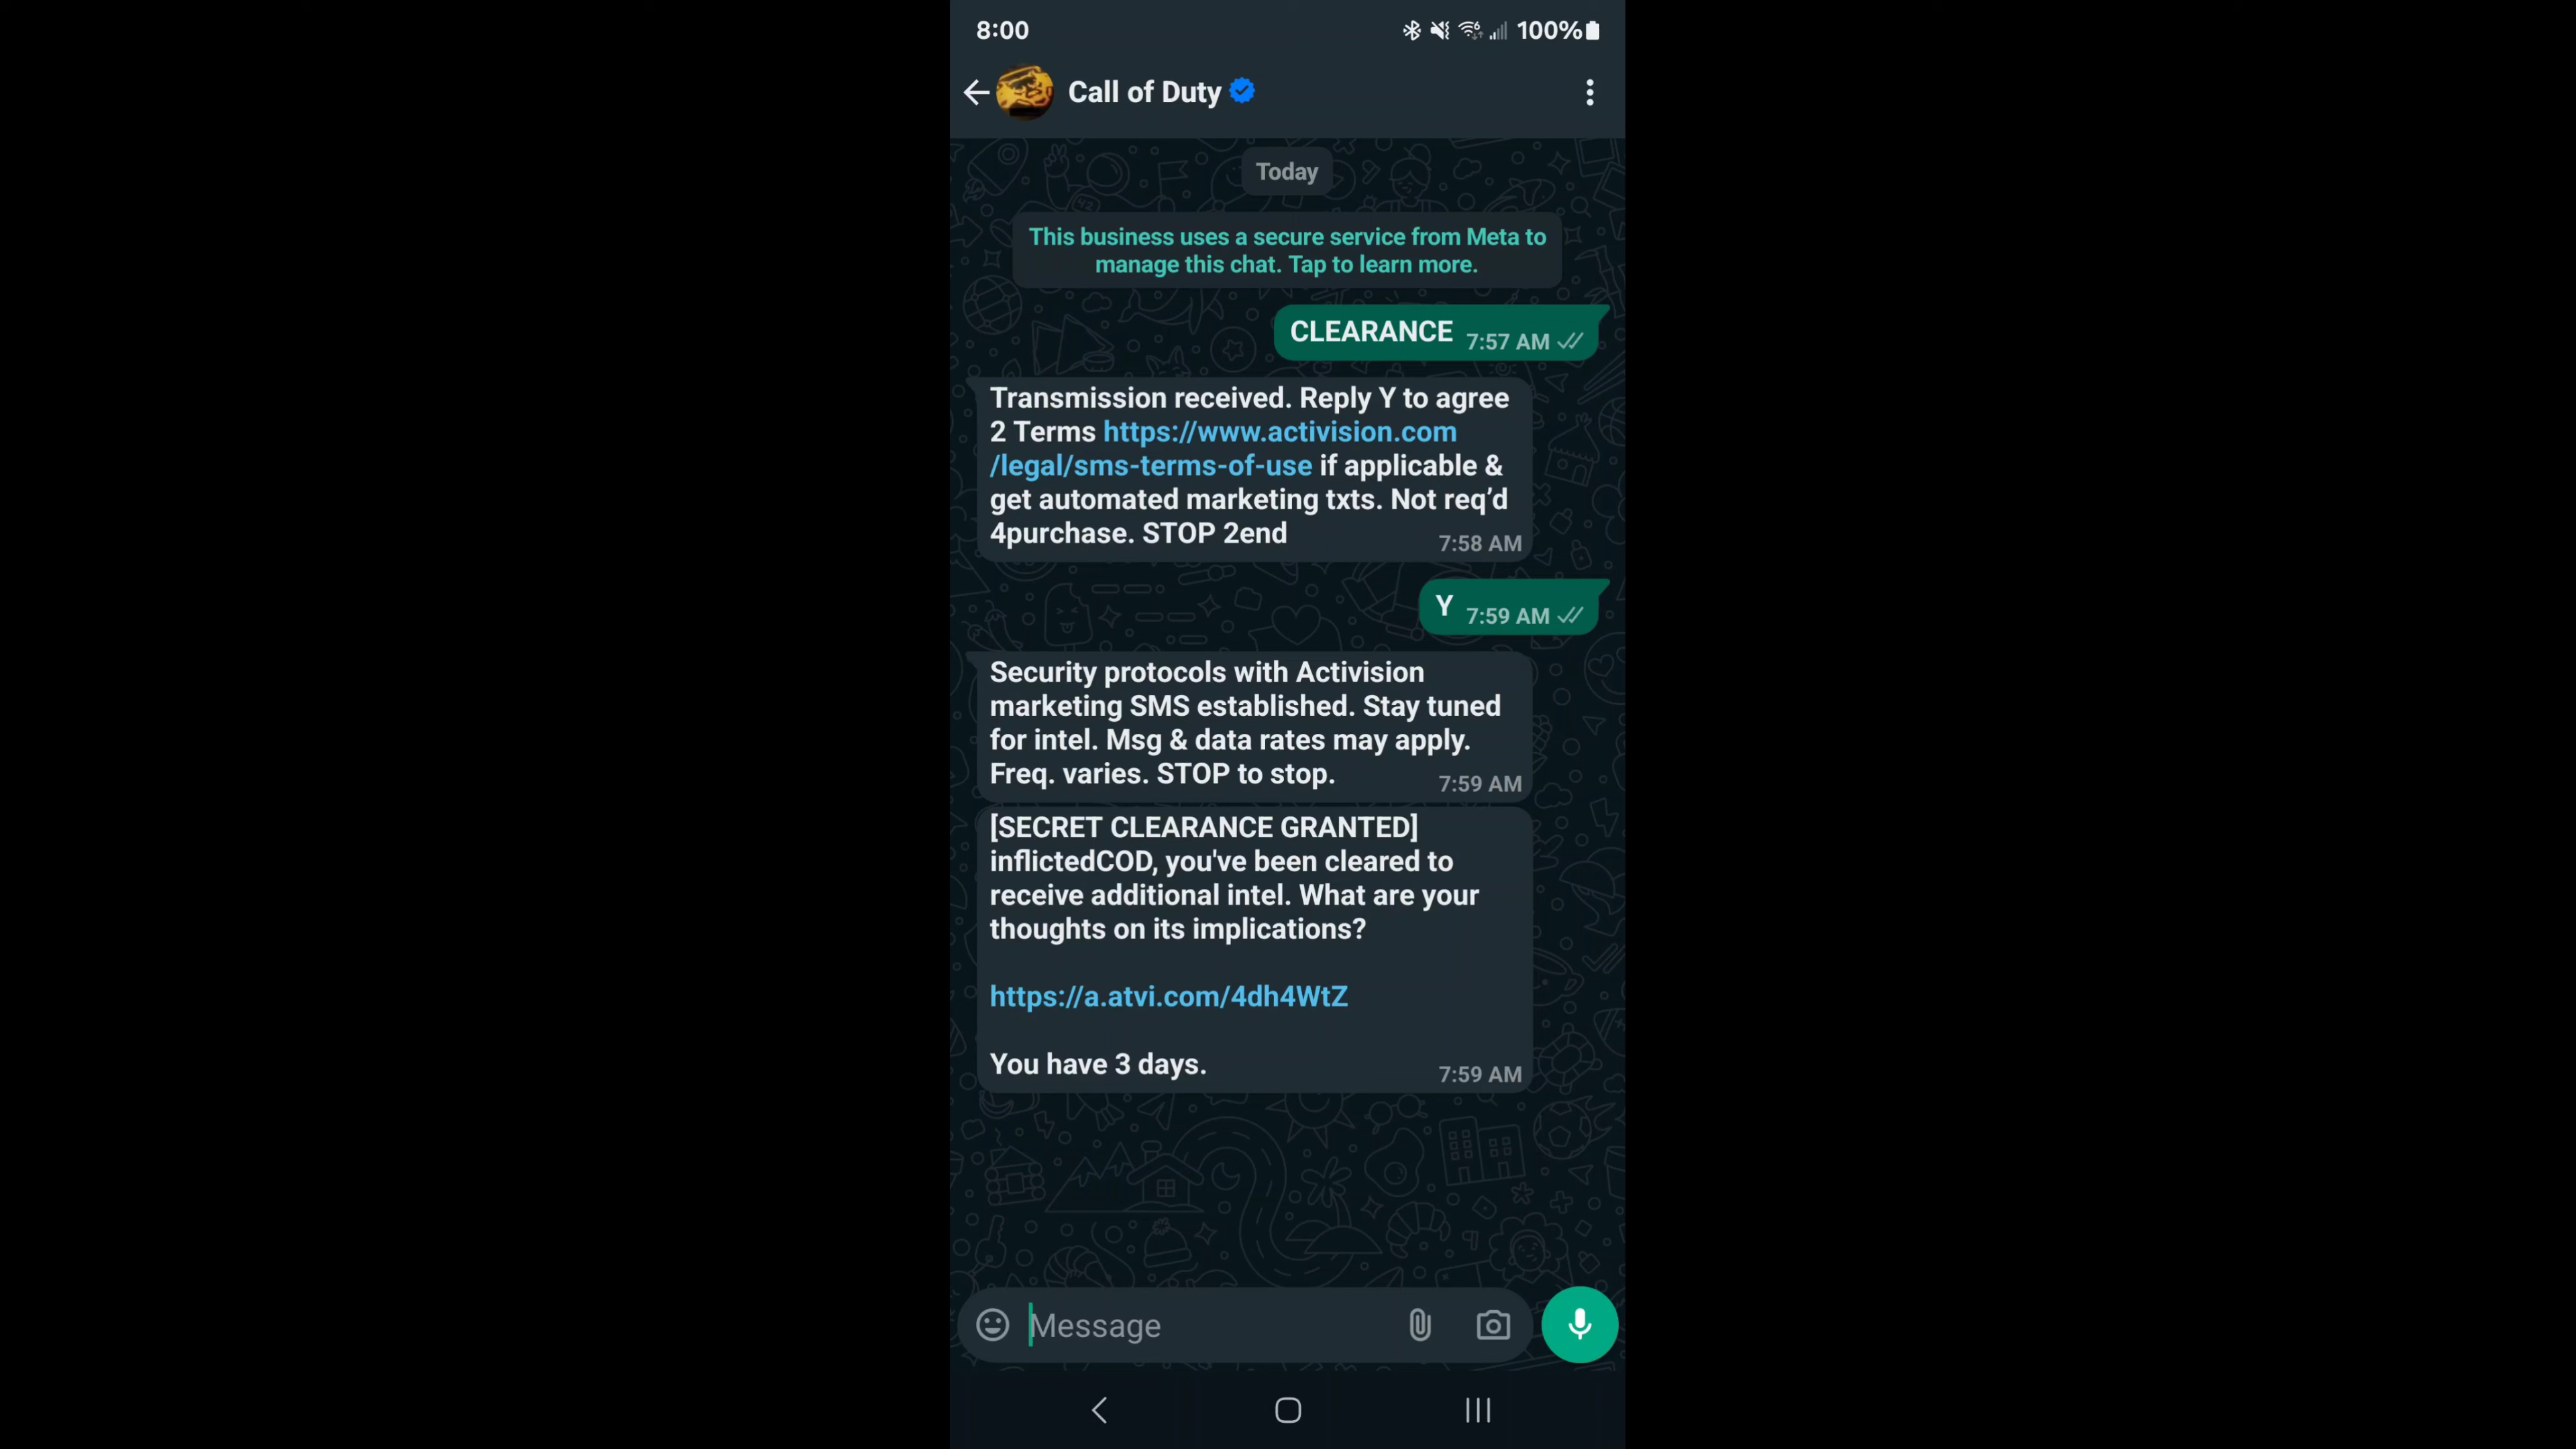 8:00
100%
Call of Duty
Today
This business uses a secure service from Meta to
manage this chat. Tap to learn more.
CLEARANCE 7:57 AM
Transmission received. Reply Y to agree
2 Terms https://www.activision.com
/legal/sms-terms-of-use if applicable &
get automated marketing txts. Not req’d
4purchase. STOP 2end
7:58 AM
Y 7:59 AM
Security protocols with Activision
marketing SMS established. Stay tuned
for intel. Msg & data rates may apply.
Freq. varies. STOP to stop.
7:59 AM
[SECRET CLEARANCE GRANTED]
inflictedCOD, you've been cleared to
receive additional intel. What are your
thoughts on its implications?
https://a.atvi.com/4dh4WtZ
You have 3 days.
7:59 AM
Message